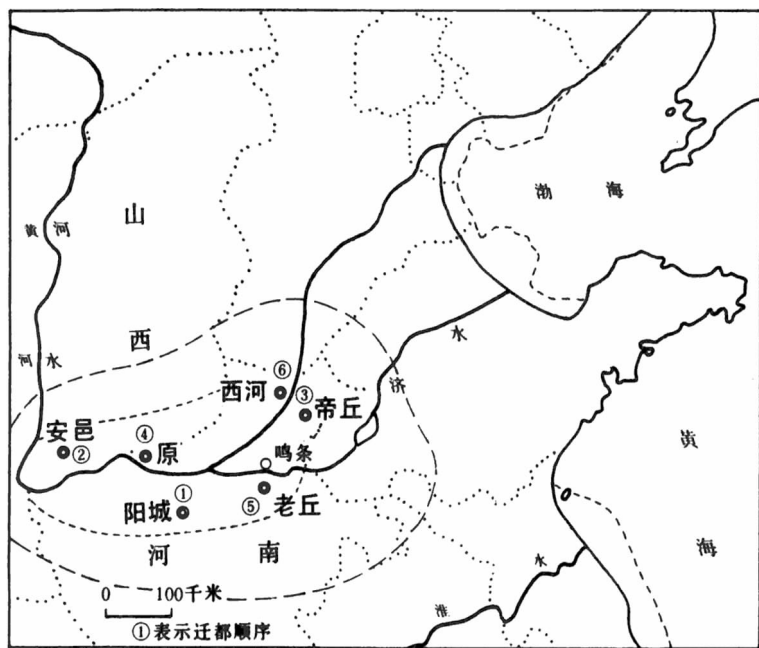 渤海
山
黄河
西
水
河水
济
⑥
西河
③
帝丘
安邑
②
④
原
鸣条
黄
①
阳城
⑤
老丘
河南
海
水
淮
0 100千米
①表示迁都顺序